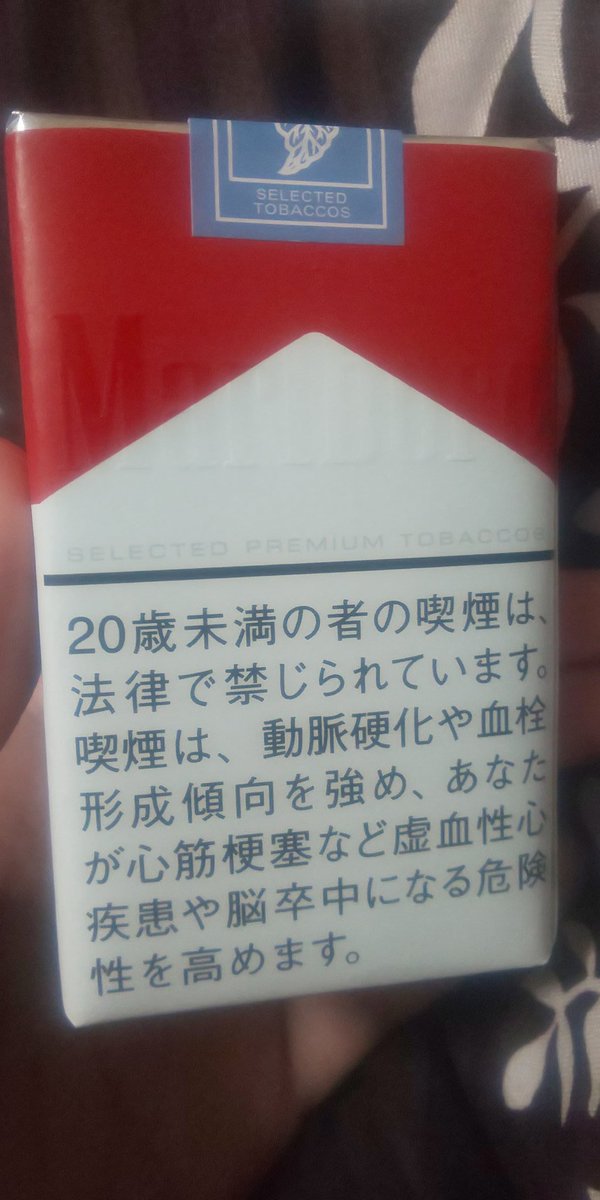 SELECTED
TOBACCOS
Marlboro
SELECTED PREMIUM TOBACCOS
20歳未満の者の喫煙は、
法律で禁じられています。
喫煙は、動脈硬化や血栓
形成傾向を強め、あなた
が心筋梗塞など虚血性心
疾患や脳卒中になる危険
性を高めます。